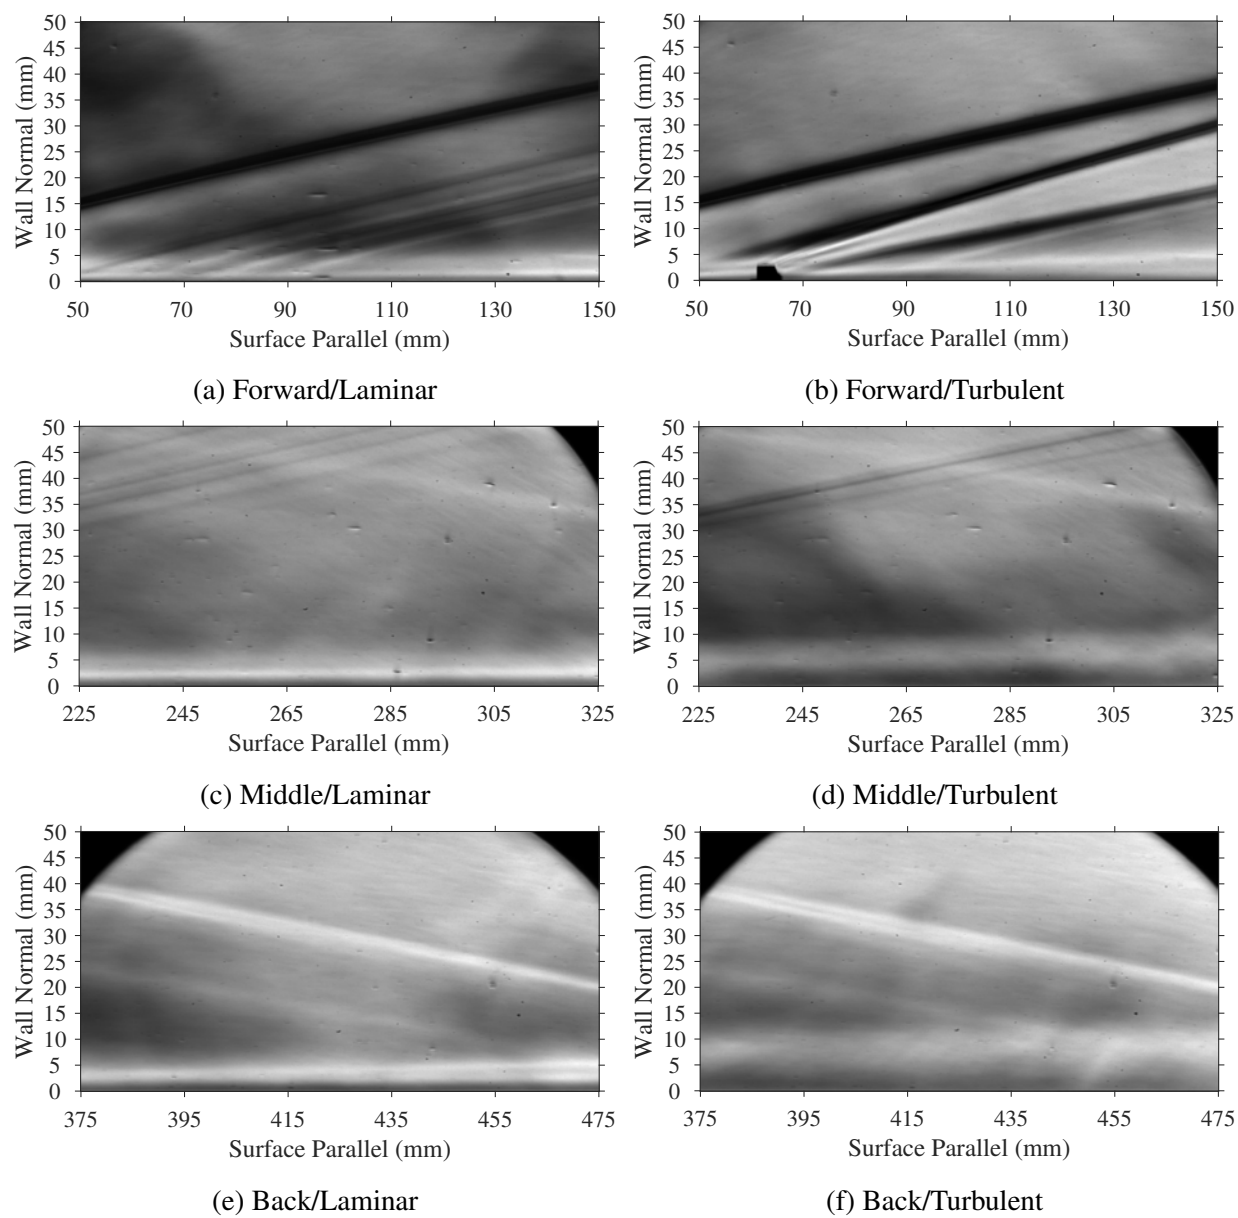 50 50
45 45
40 40
35 35
30 30
25 25
20 20
15 15
10 10
5 5
0 0
Wall Normal (mm) Wall Normal (mm)
50 70 90 110 130 150 50 70 90 110 130 150
Surface Parallel (mm) Surface Parallel (mm)
(a) Forward/Laminar (b) Forward/Turbulent
50 50
45 45
40 40
35 35
30 30
25 25
20 20
15 15
10 10
5 5
0 0
Wall Normal (mm) Wall Normal (mm)
225 245 265 285 305 325 225 245 265 285 305 325
Surface Parallel (mm) Surface Parallel (mm)
(c) Middle/Laminar (d) Middle/Turbulent
50 50
45 45
40 40
35 35
30 30
25 25
20 20
15 15
10 10
5 5
0 0
Wall Normal (mm) Wall Normal (mm)
375 395 415 435 455 475 375 395 415 435 455 475
Surface Parallel (mm) Surface Parallel (mm)
(e) Back/Laminar (f) Back/Turbulent